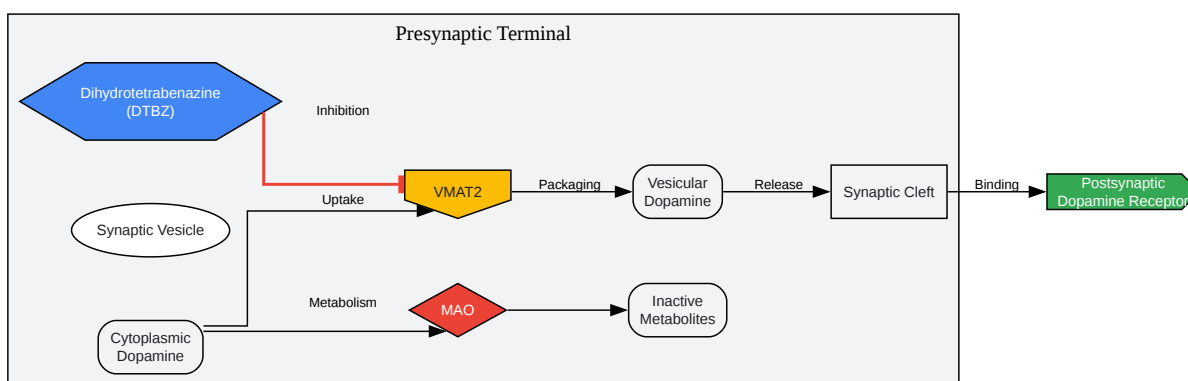 Presynaptic Terminal
Dihydrotetrabenazine
(DTBZ)
Inhibition
VMAT2
Uptake
Packaging
Vesicular
Dopamine
Release
Synaptic Cleft
Binding
Postsynaptic
Dopamine Receptor
Synaptic Vesicle
Metabolism
MAO
Inactive
Metabolites
Cytoplasmic
Dopamine